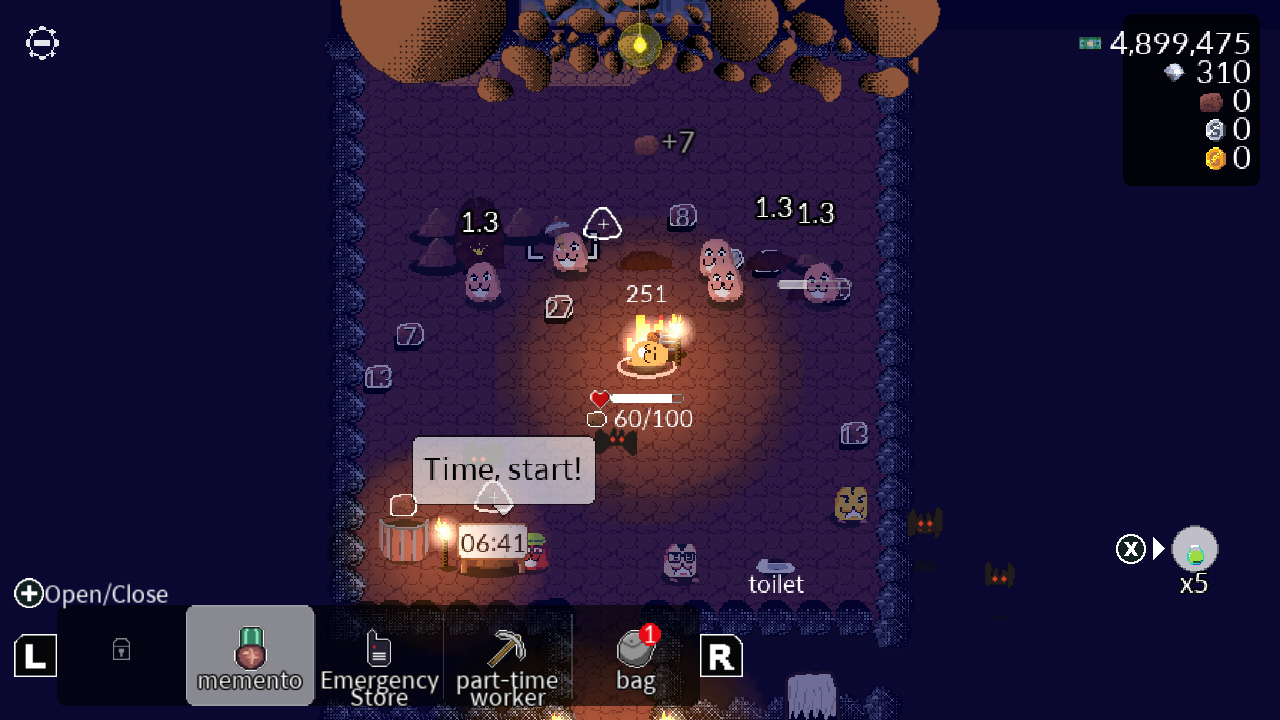 4,899,475
310
0
0
0
+7
1.3
1.3
1.3
8
251
27
7
13
60/100
13
Time, start!
06:41
toilet
X
x5
Open/Close
L
memento
Emergency
Store
part-time
worker
1
bag
R